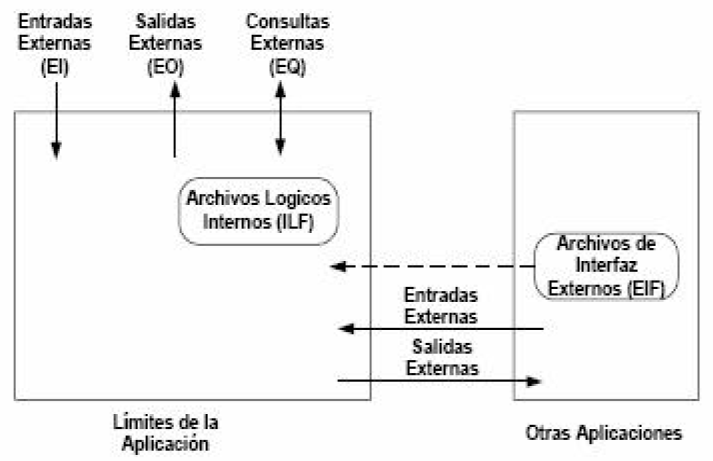 Entradas
Externas
(EI)
Salidas
Externas
(EO)
Consultas
Externas
(EQ)
Archivos Logicos
Internos (ILF)
Archivos de
Interfaz
Externos (EIF)
Entradas
Externas
Salidas
Externas
Límites de la
Aplicación
Otras Aplicaciones